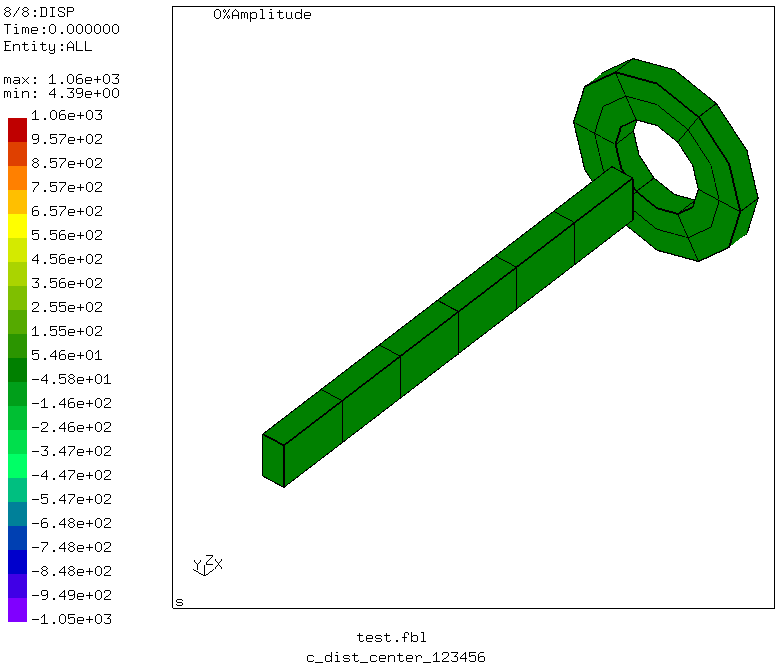 8/8:DISP
Time:0.000000
Entity:ALL
max: 1.06e+03
min: 4.39e+00
1.06e+03
9.57e+02
8.57e+02
7.57e+02
6.57e+02
5.56e+02
4.56e+02
3.56e+02
2.55e+02
1.55e+02
5.46e+01
-4.58e+01
-1.46e+02
-2.46e+02
-3.47e+02
-4.47e+02
-5.47e+02
-6.48e+02
-7.48e+02
-8.48e+02
-9.49e+02
-1.05e+03
0%Amplitude
Y Z X
s
test.fbl
c_dist_center_123456